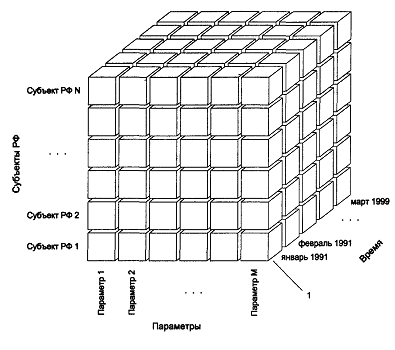 Субъект РФ N
Субъекты РФ
. . .
Субъект РФ 2
Субъект РФ 1
март 1999
. . .
февраль 1991
январь 1991
Время
1
Параметр 1
Параметр 2
. . .
Параметр M
Параметры